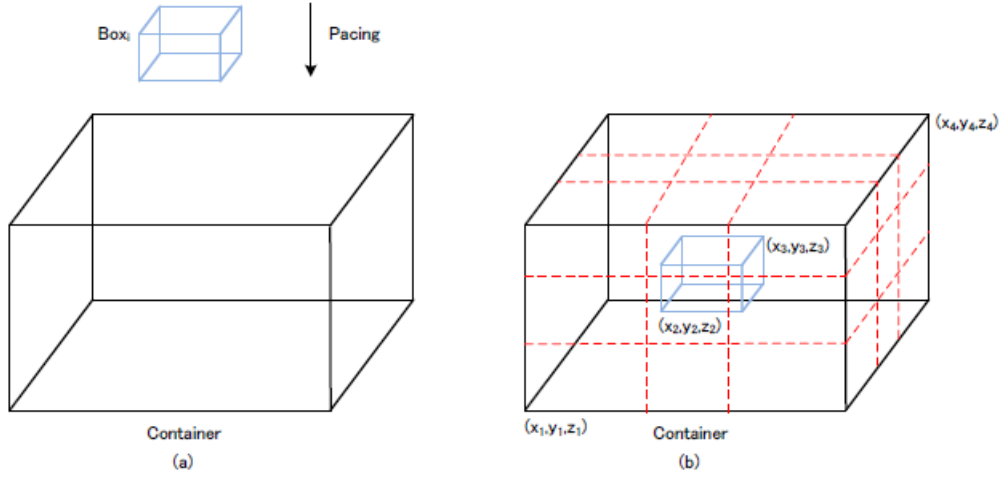 Boxᵢ
Pacing
Container
(a)
(x₄,y₄,z₄)
(x₃,y₃,z₃)
(x₂,y₂,z₂)
(x₁,y₁,z₁)
Container
(b)